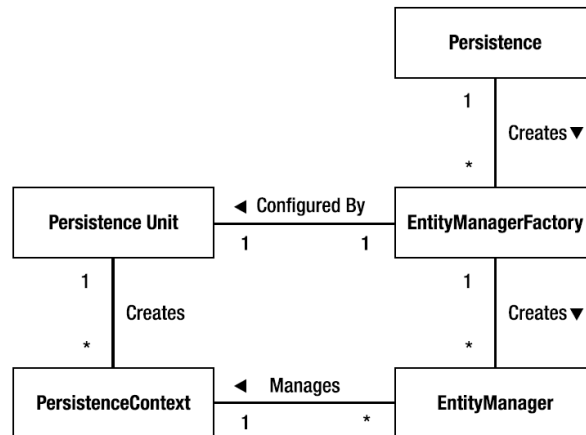 Persistence
1
Creates ▼
*
Persistence Unit
◄ Configured By
1 1
EntityManagerFactory
1
Creates
*
1
Creates ▼
*
PersistenceContext
◄ Manages
1 *
EntityManager